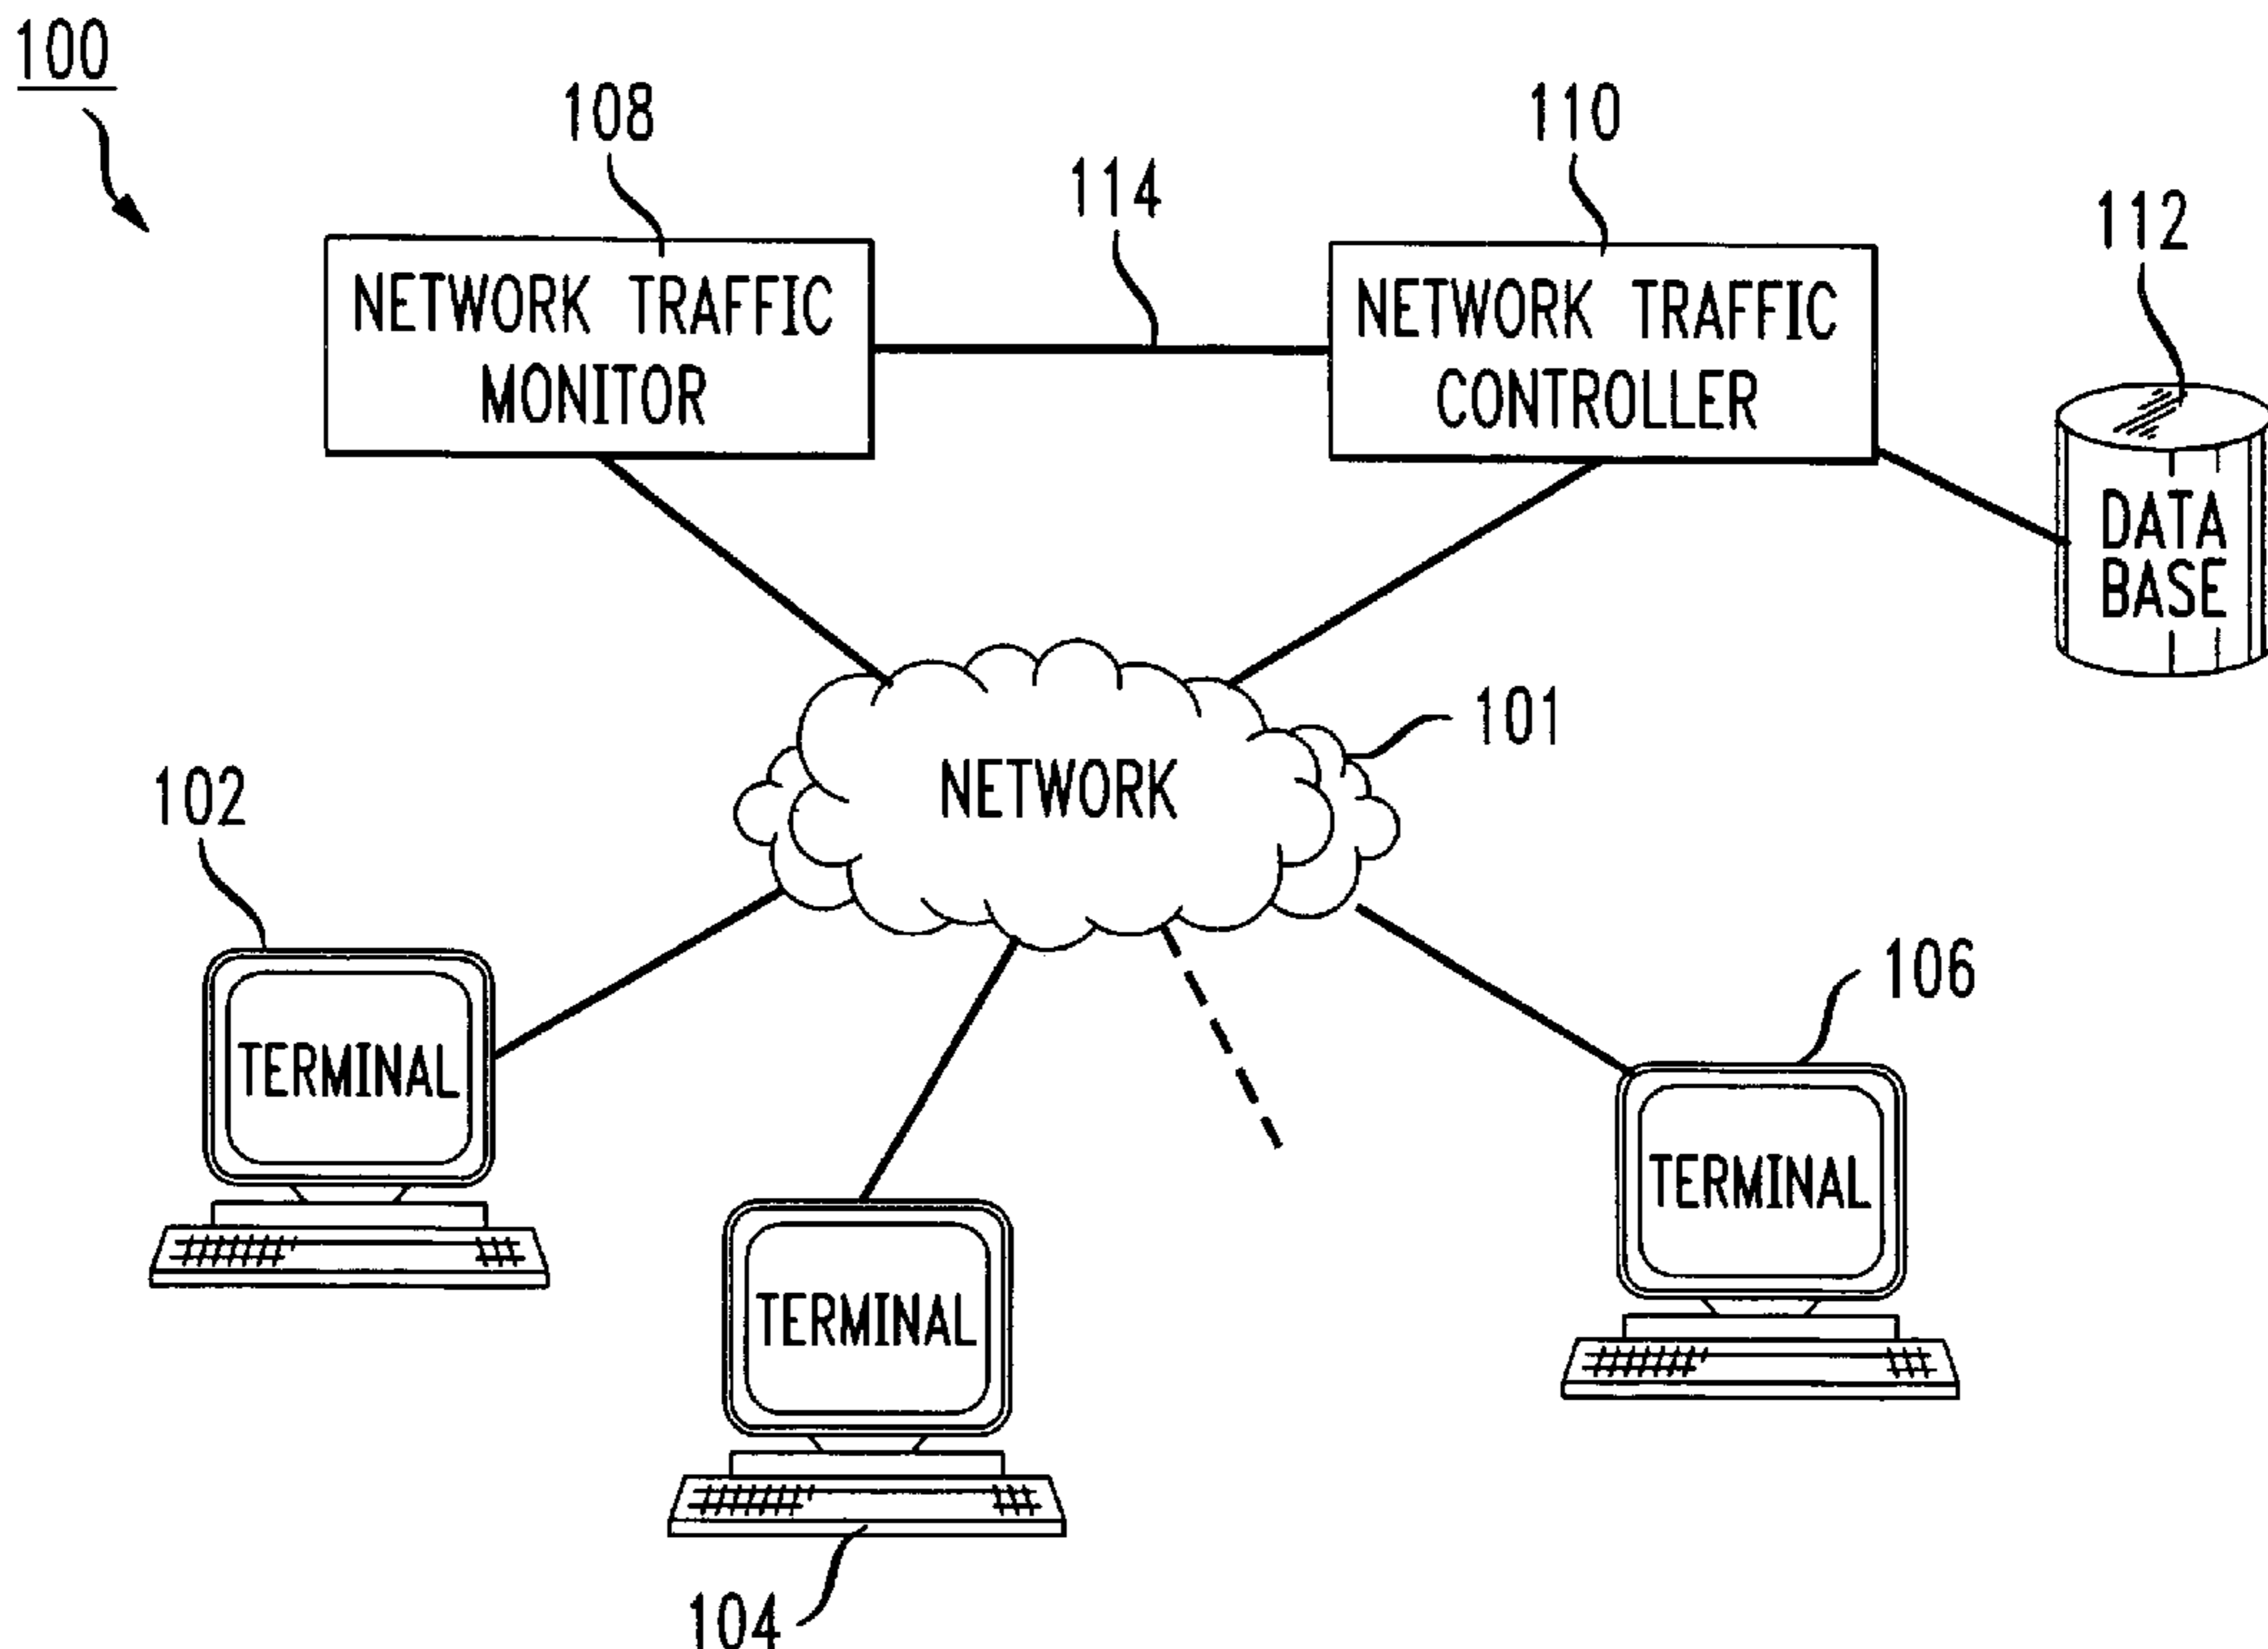 100
108
110
114
112
NETWORK TRAFFIC
MONITOR
NETWORK TRAFFIC
CONTROLLER
DATA
BASE
101
NETWORK
102
106
TERMINAL
TERMINAL
TERMINAL
104